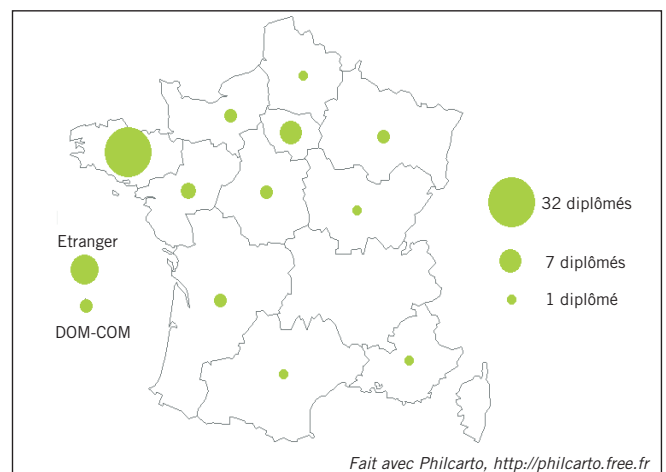 Etranger
DOM-COM
32 diplômés
7 diplômés
1 diplômé
Fait avec Philcarto, http://philcarto.free.fr